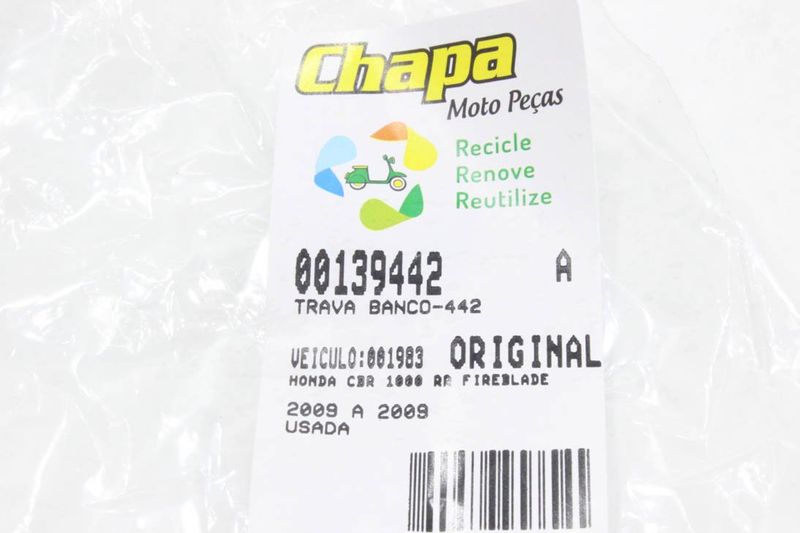 Chapa
Moto Peças
Recicle
Renove
Reutilize
00139442 A
TRAVA BANCO-442
VEICULO:001983 ORIGINAL
HONDA CBR 1000 RR FIREBLADE
2009 A 2009
USADA